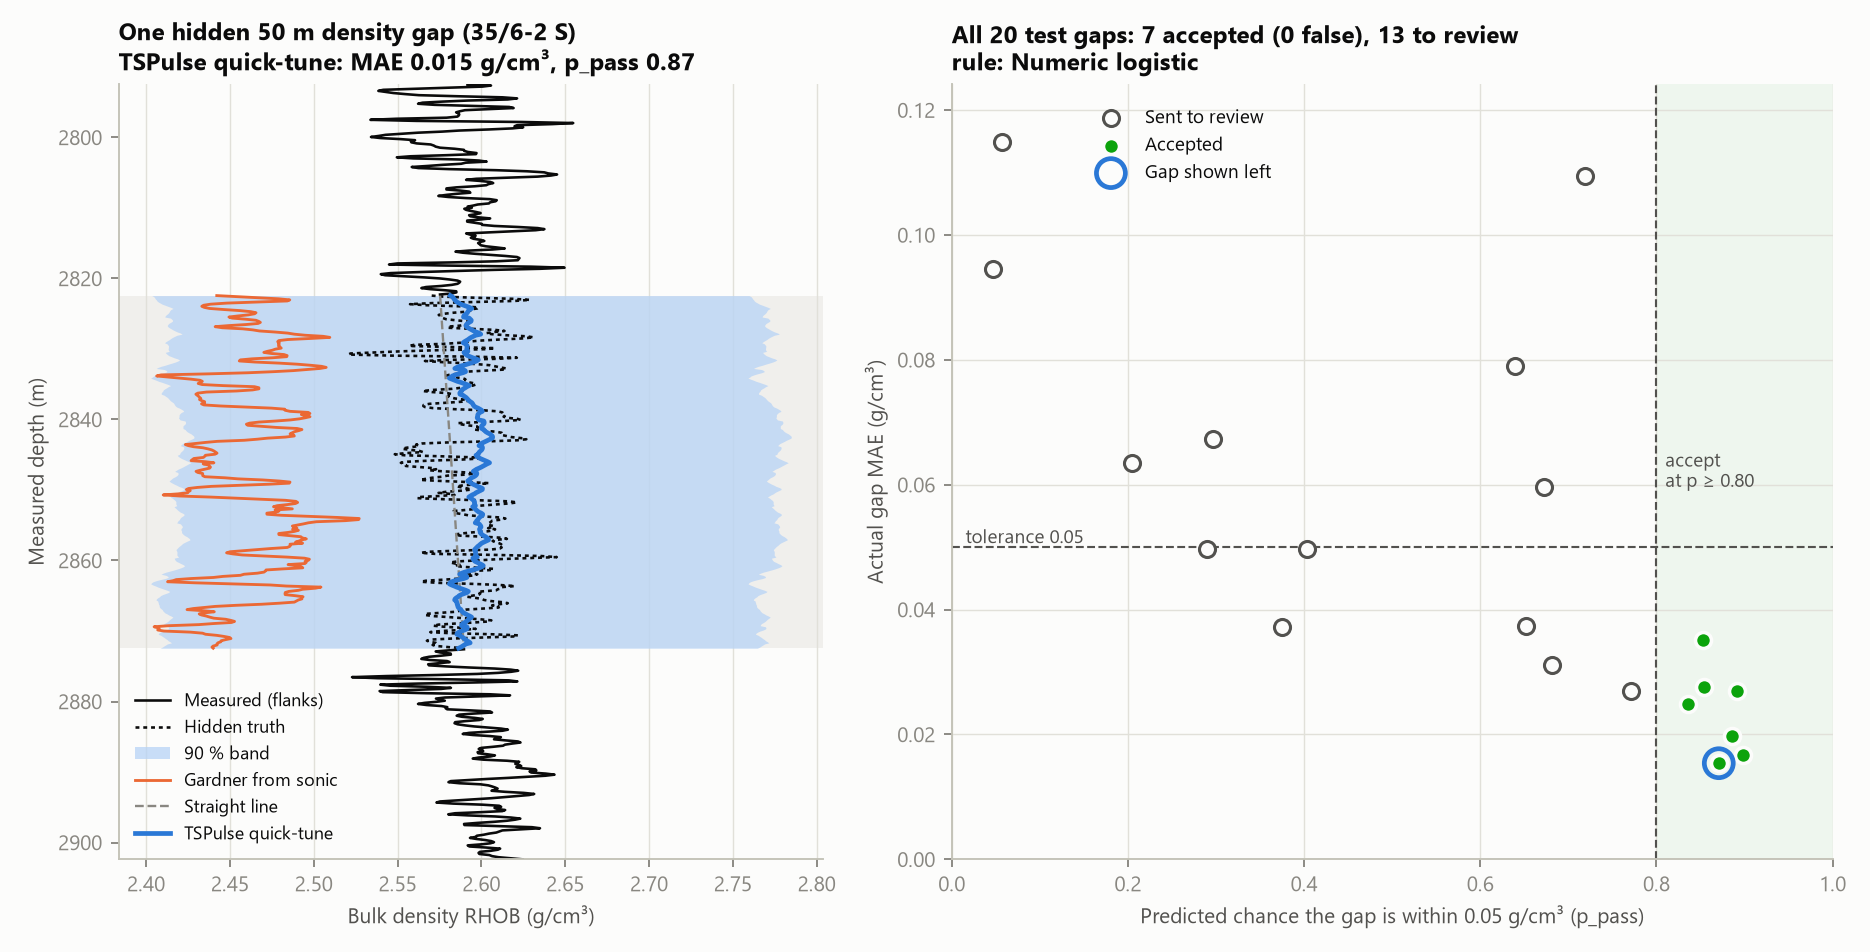 One hidden 50 m density gap (35/6-2 S)
TSPulse quick-tune: MAE 0.015 g/cm³, p_pass 0.87
Measured depth (m)
2800
2820
2840
2860
2880
2900
Measured (flanks)
Hidden truth
90 % band
Gardner from sonic
Straight line
TSPulse quick-tune
2.40 2.45 2.50 2.55 2.60 2.65 2.70 2.75 2.80
Bulk density RHOB (g/cm³)
All 20 test gaps: 7 accepted (0 false), 13 to review
rule: Numeric logistic
Actual gap MAE (g/cm³)
0.12
0.10
0.08
0.06
0.04
0.02
0.00
Sent to review
Accepted
Gap shown left
accept
at p ≥ 0.80
tolerance 0.05
0.0 0.2 0.4 0.6 0.8 1.0
Predicted chance the gap is within 0.05 g/cm³ (p_pass)